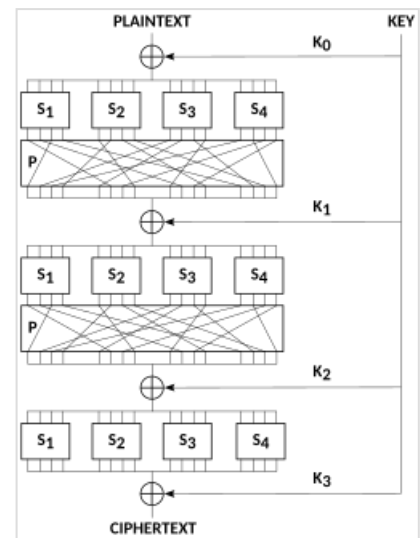 PLAINTEXT KEY
K0
S1 S2 S3 S4
P
K1
S1 S2 S3 S4
P
K2
S1 S2 S3 S4
K3
CIPHERTEXT